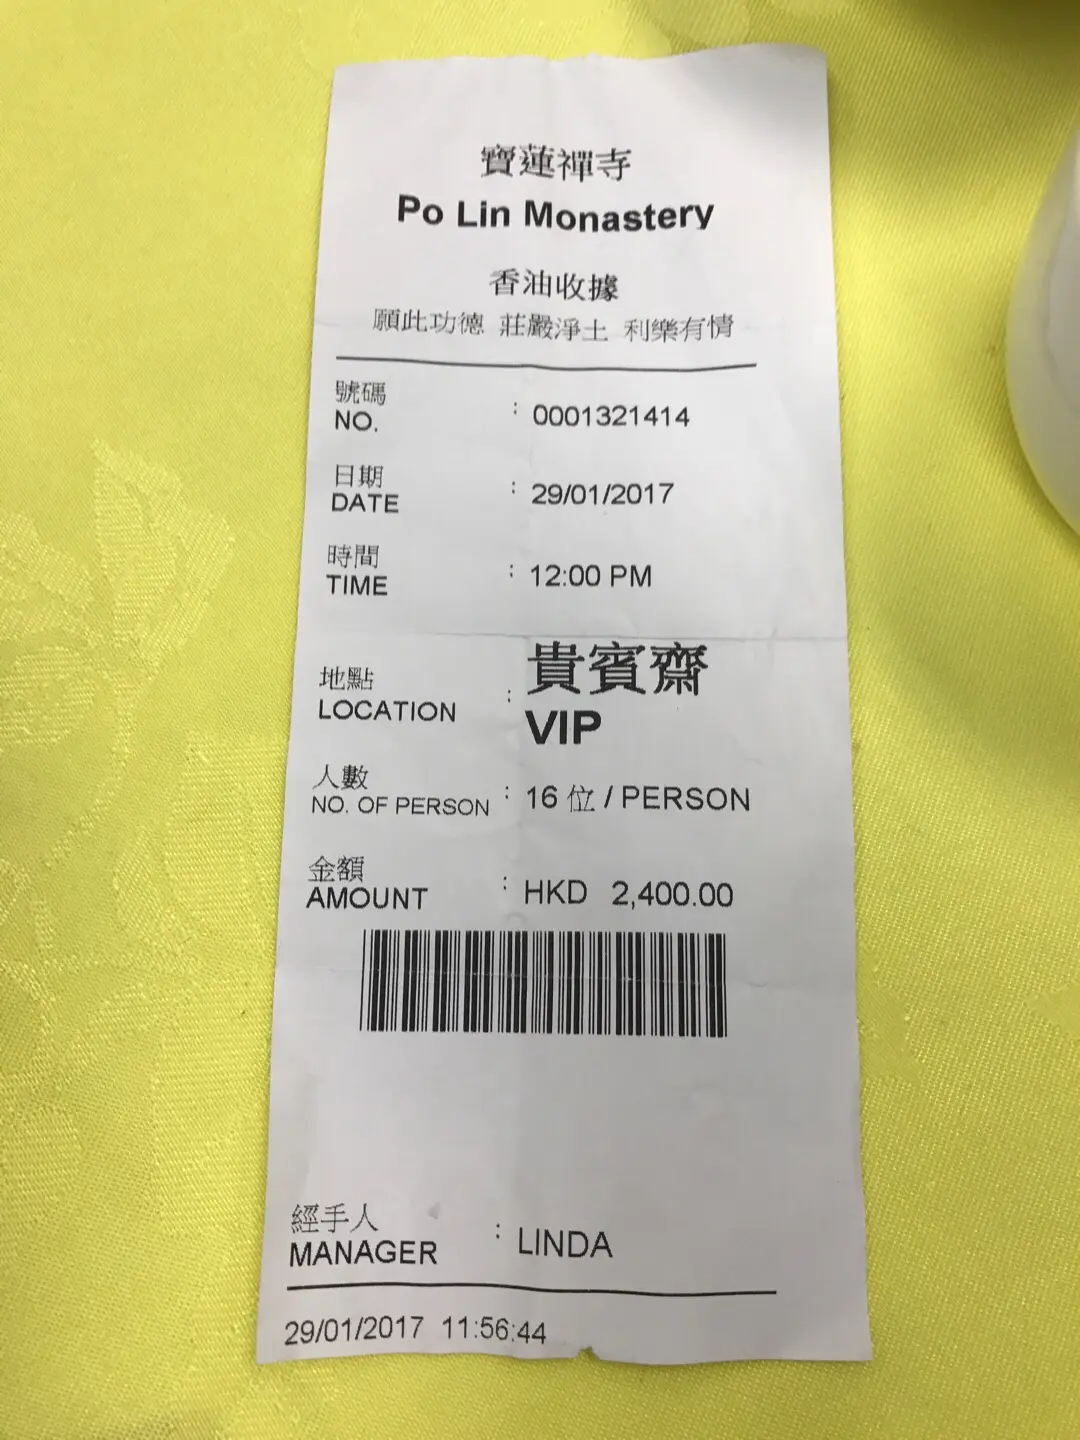 寶蓮禪寺
Po Lin Monastery
香油收據
願此功德 莊嚴淨土 利樂有情
號碼
NO. : 0001321414
日期
DATE : 29/01/2017
時間
TIME : 12:00 PM
地點
LOCATION : 貴賓齋
VIP
人數
NO. OF PERSON : 16 位 / PERSON
金額
AMOUNT : HKD 2,400.00
經手人
MANAGER : LINDA
29/01/2017 11:56:44